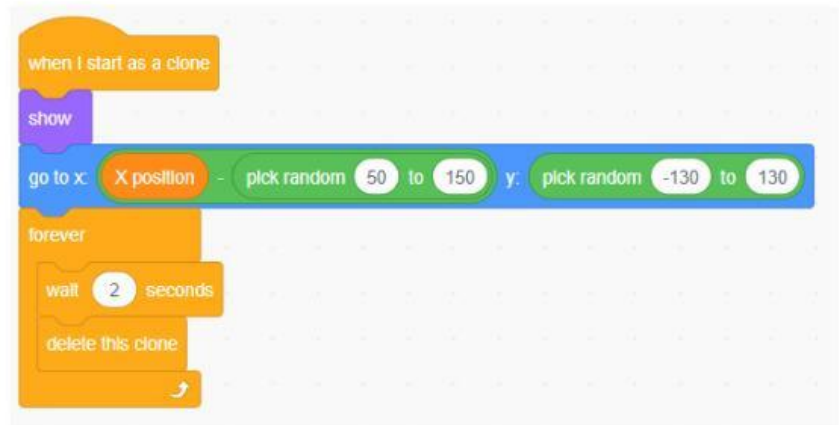 when I start as a clone
show
go to x: X position - pick random 50 to 150 y: pick random -130 to 130
forever
wait 2 seconds
delete this clone